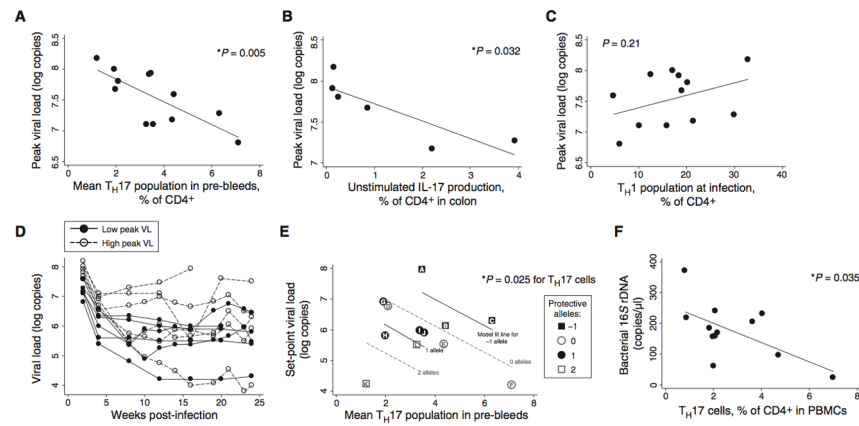 A
Peak viral load (log copies)
8.5
8
7.5
7
6.5
*P = 0.005
0 2 4 6 8
Mean TH17 population in pre-bleeds,
% of CD4+
B
Peak viral load (log copies)
8.5
8
7.5
7
*P = 0.032
0 1 2 3 4
Unstimulated IL-17 production,
% of CD4+ in colon
C
Peak viral load (log copies)
8.5
8
7.5
7
6.5
P = 0.21
0 10 20 30 40
TH1 population at infection,
% of CD4+
D
Low peak VL
High peak VL
Viral load (log copies)
8
7
6
5
4
0 5 10 15 20 25
Weeks post-infection
E
Set-point viral load
(log copies)
8
7
6
5
4
*P = 0.025 for TH17 cells
A
G
B
Model fit line for
−1 allele
H
I
J
1 allele
E
0 alleles
2 alleles
F
0 2 4 6 8
Mean TH17 population in pre-bleeds
Protective
alleles:
−1
0
1
2
F
Bacterial 16S rDNA
(copies/µl)
400
300
200
100
0
*P = 0.035
0 2 4 6 8
TH17 cells, % of CD4+ in PBMCs